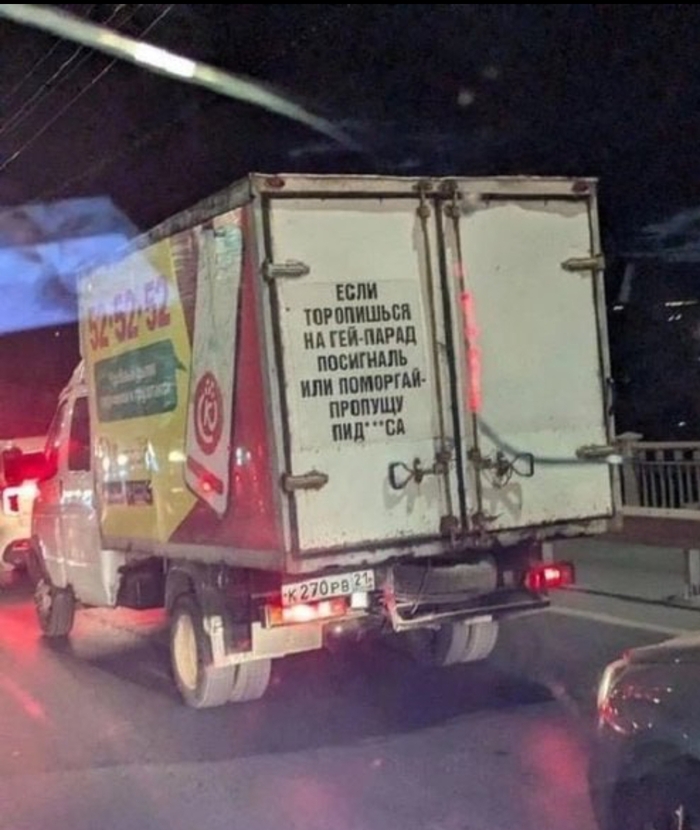 52-52-52
ЕСЛИ
ТОРОПИШЬСЯ
НА ГЕЙ-ПАРАД
ПОСИГНАЛЬ
ИЛИ ПОМОРГАЙ-
ПРОПУЩУ
ПИД***СА
К270РВ 21